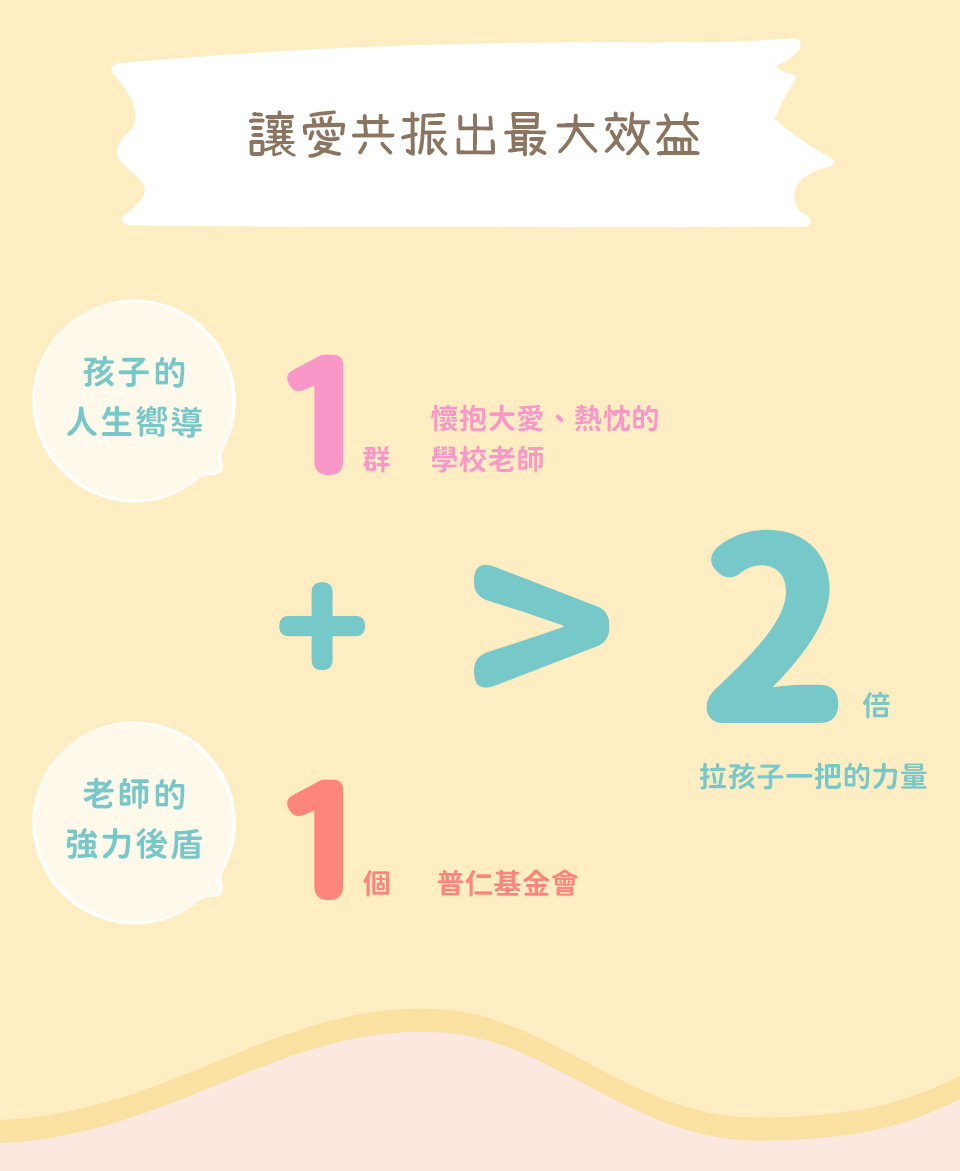 讓愛共振出最大效益
孩子的
人生嚮導
1群
懷抱大愛、熱忱的
學校老師
+ > 2倍
拉孩子一把的力量
老師的
強力後盾
1個 普仁基金會